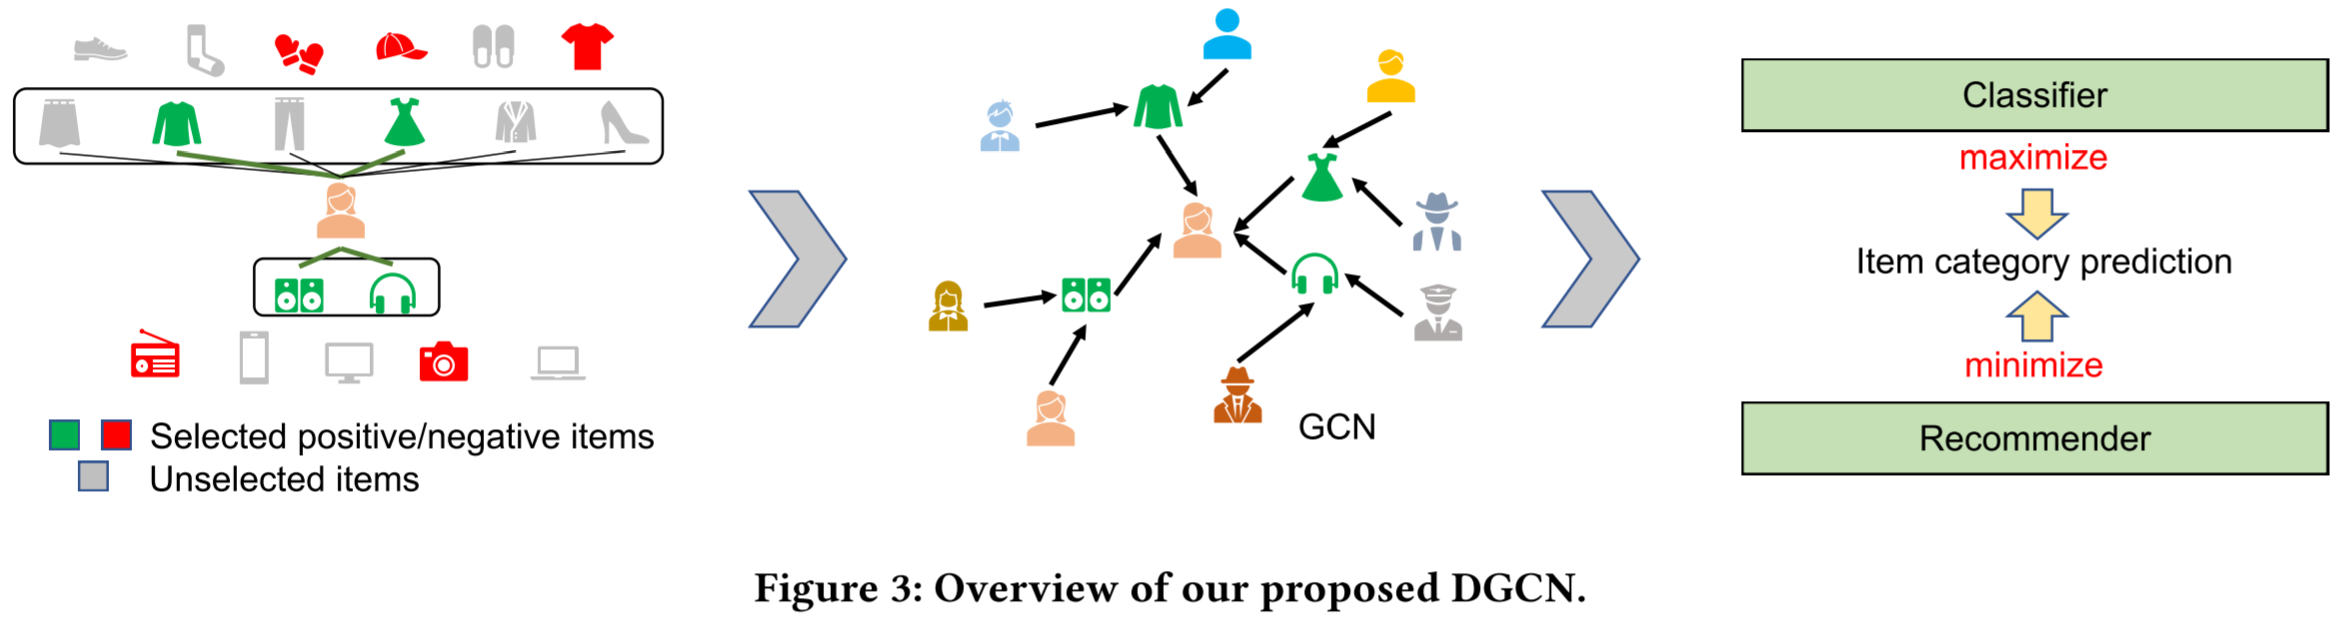 Selected positive/negative items
Unselected items
GCN
Classifier
maximize
Item category prediction
minimize
Recommender
Figure 3: Overview of our proposed DGCN.